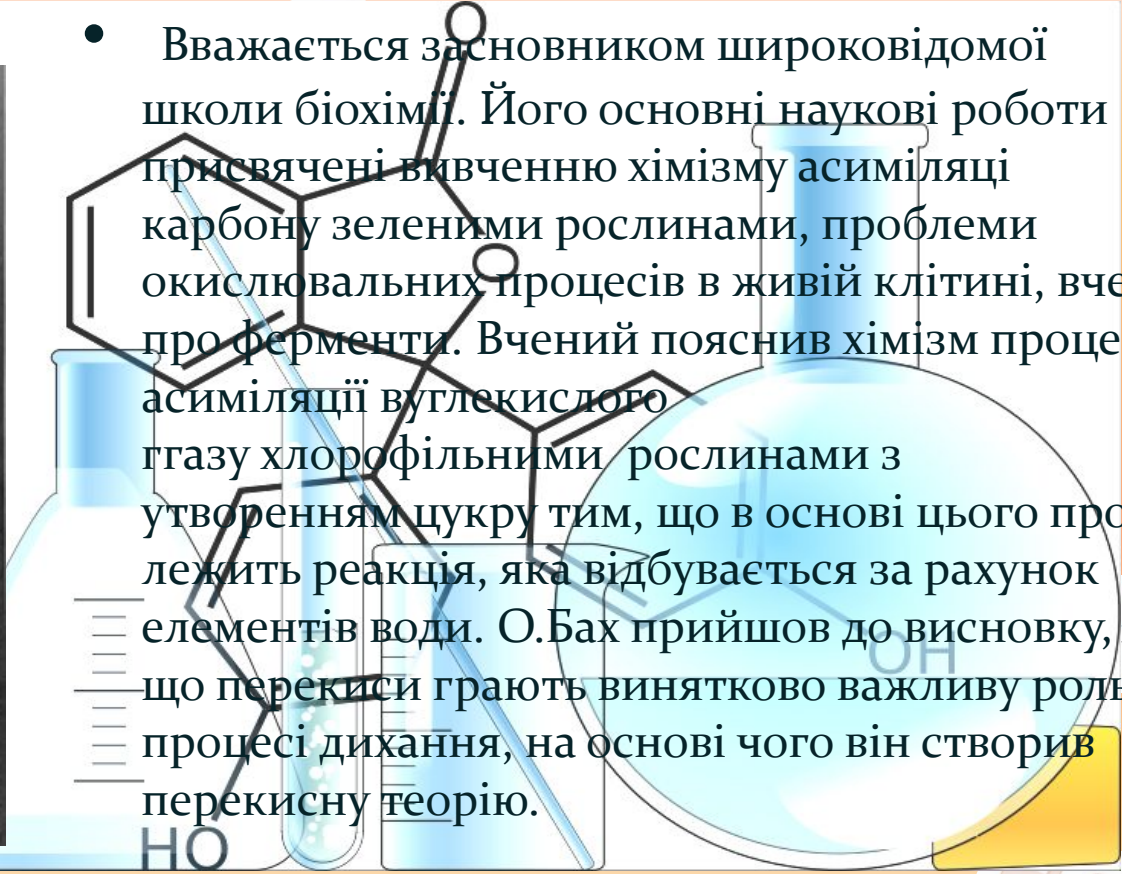 • Вважається засновником широковідомої
школи біохімії. Його основні наукові роботи
присвячені вивченню хімізму асиміляці
карбону зеленими рослинами, проблеми
окислювальних процесів в живій клітині, вче
про ферменти. Вчений пояснив хімізм проце
асиміляції вуглекислого
ггазу хлорофільними рослинами з
утворенням цукру тим, що в основі цього про
лежить реакція, яка відбувається за рахунок
елементів води. О.Бах прийшов до висновку,
що перекиси грають винятково важливу роль
процесі дихання, на основі чого він створив
перекисну теорію.
O
O
OH
HO